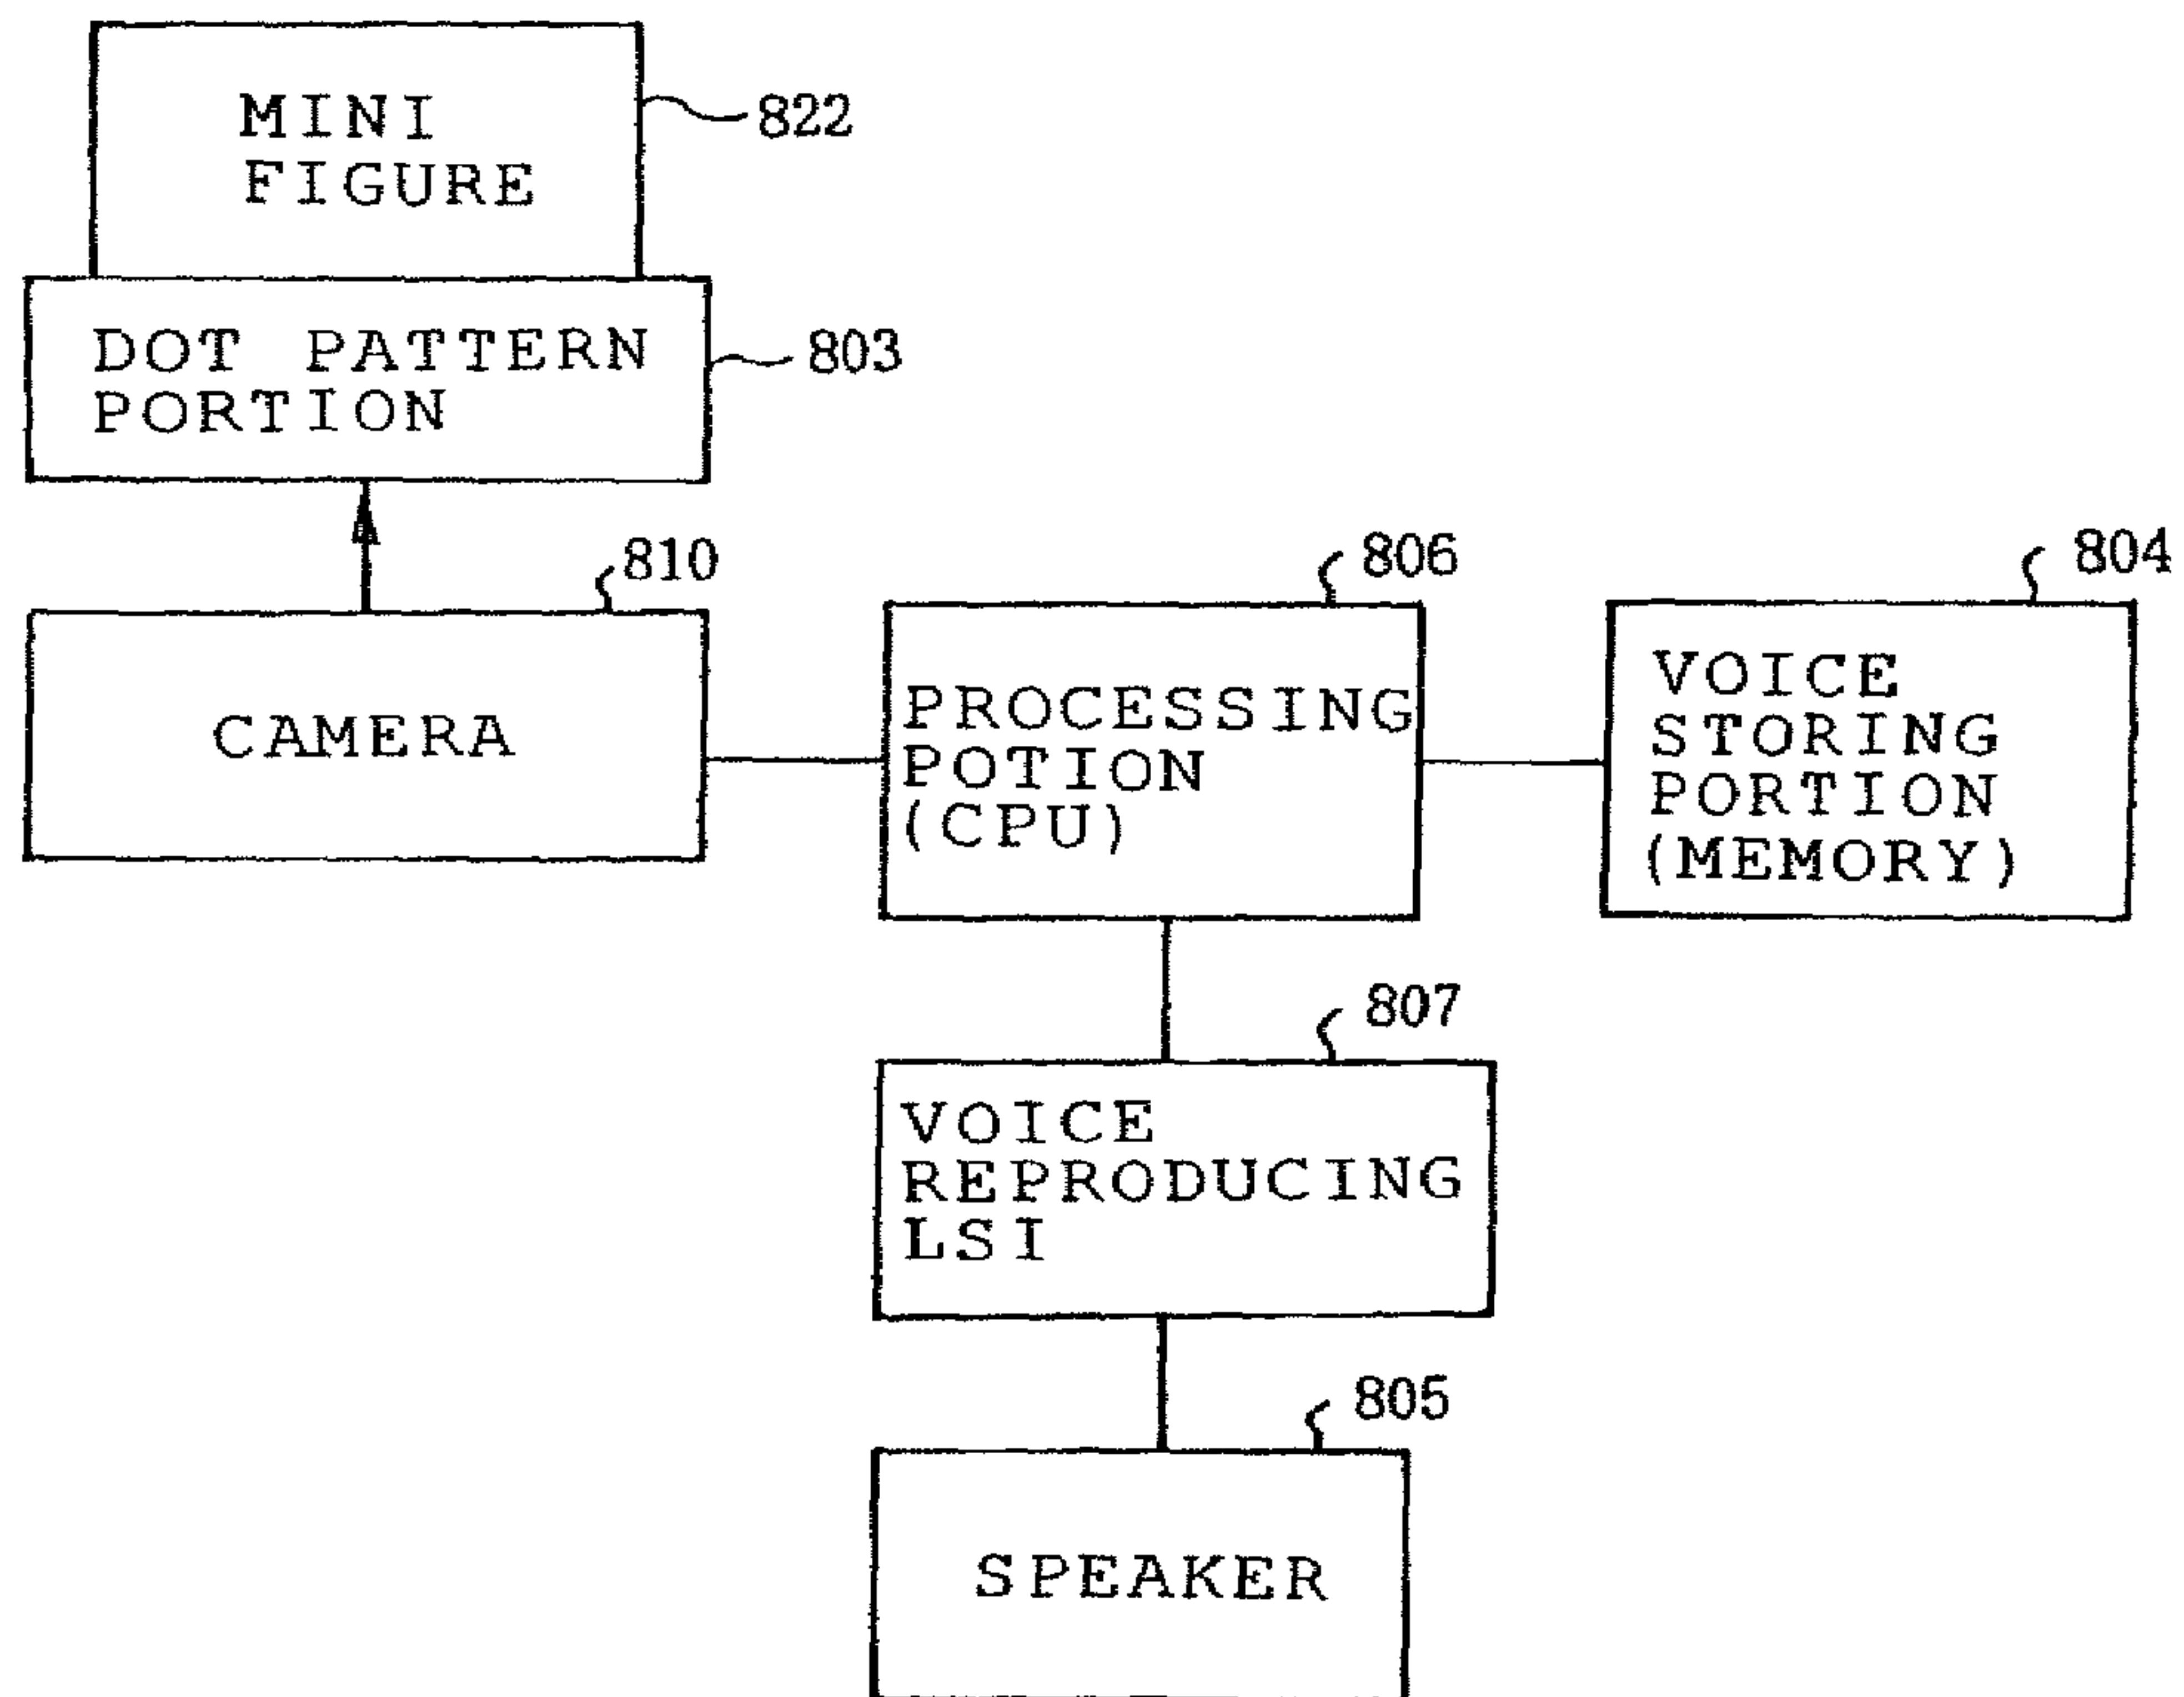 MINI
FIGURE
822
DOT PATTERN
PORTION
803
810
CAMERA
806
PROCESSING
POTION
(CPU)
804
VOICE
STORING
PORTION
(MEMORY)
807
VOICE
REPRODUCING
LSI
805
SPEAKER